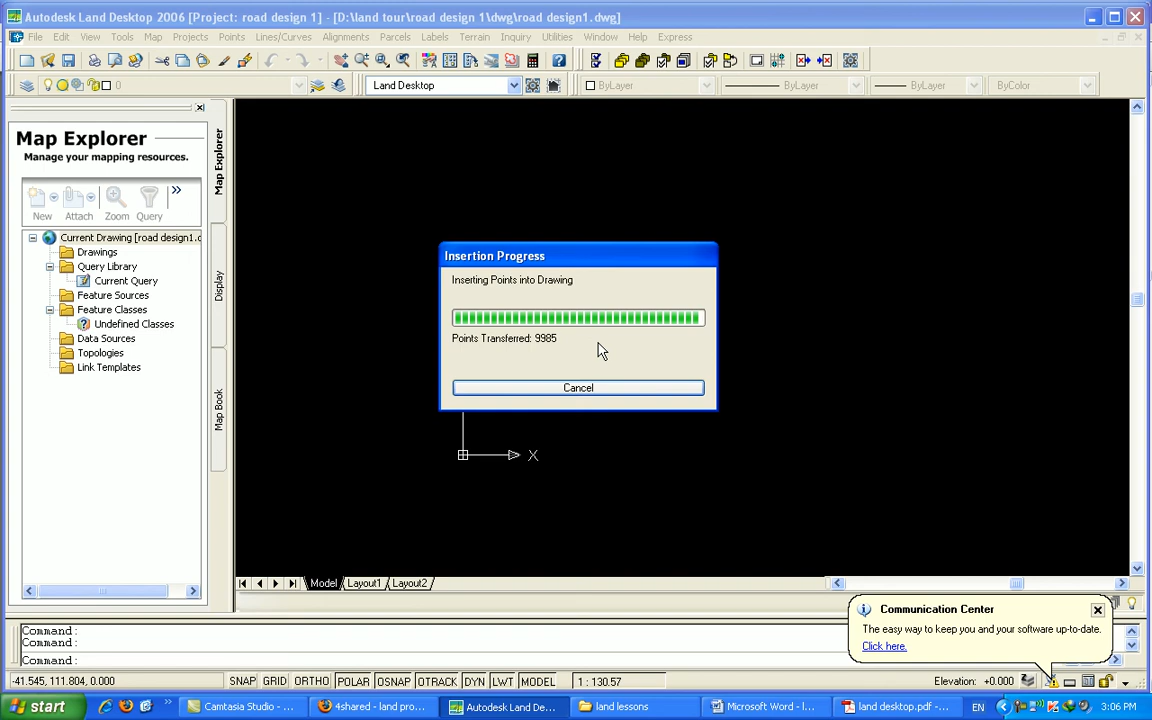 Autodesk Land Desktop 2006 [Project: road design 1] - [D:\land tour\road design 1\dwg\road design1.dwg]
File Edit View Tools Map Projects Points Lines/Curves Alignments Parcels Labels Terrain Inquiry Utilities Window Help Express
0 Land Desktop ByLayer ByLayer ByLayer ByColor
Map Explorer
Manage your mapping resources.
New Attach Zoom Query
Current Drawing [road design1.d
Drawings
Query Library
Current Query
Feature Sources
Feature Classes
Undefined Classes
Data Sources
Topologies
Link Templates
Map Explorer
Display
Map Book
Insertion Progress
Inserting Points into Drawing
Points Transferred: 9985
Cancel
X
Model Layout1 Layout2
Communication Center
The easy way to keep you and your software up-to-date.
Click here.
Command:
Command:
Command:
-41.545, 111.804, 0.000 SNAP GRID ORTHO POLAR OSNAP OTRACK DYN LWT MODEL 1 : 130.57 Elevation: +0.000
start Camtasia Studio - ... 4shared - land pro... Autodesk Land De... land lessons Microsoft Word - l... land desktop.pdf - ... EN 3:06 PM